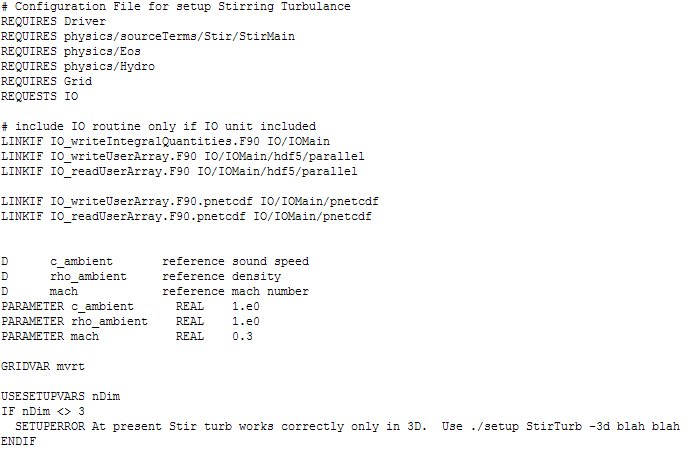 # Configuration File for setup Stirring Turbulance
REQUIRES Driver
REQUIRES physics/sourceTerms/Stir/StirMain
REQUIRES physics/Eos
REQUIRES physics/Hydro
REQUIRES Grid
REQUESTS IO
# include IO routine only if IO unit included
LINKIF IO_writeIntegralQuantities.F90 IO/IOMain
LINKIF IO_writeUserArray.F90 IO/IOMain/hdf5/parallel
LINKIF IO_readUserArray.F90 IO/IOMain/hdf5/parallel
LINKIF IO_writeUserArray.F90.pnetcdf IO/IOMain/pnetcdf
LINKIF IO_readUserArray.F90.pnetcdf IO/IOMain/pnetcdf
D c_ambient reference sound speed
D rho_ambient reference density
D mach reference mach number
PARAMETER c_ambient REAL 1.e0
PARAMETER rho_ambient REAL 1.e0
PARAMETER mach REAL 0.3
GRIDVAR mvrt
USESETUPVARS nDim
IF nDim <> 3
SETUPERROR At present Stir turb works correctly only in 3D. Use ./setup StirTurb -3d blah blah
ENDIF